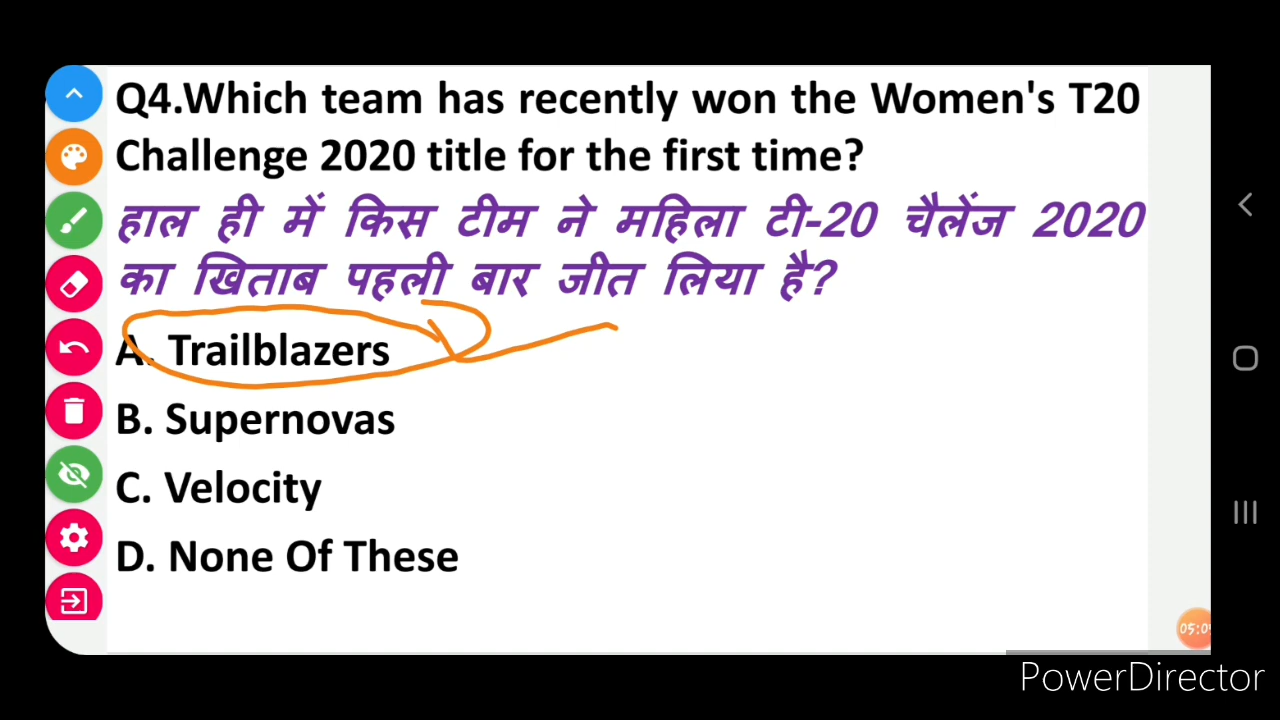 Q4.Which team has recently won the Women's T20
Challenge 2020 title for the first time?
हाल ही में किस टीम ने महिला टी-20 चैलेंज 2020
का खिताब पहली बार जीत लिया है?
A. Trailblazers
B. Supernovas
C. Velocity
D. None Of These
PowerDirector